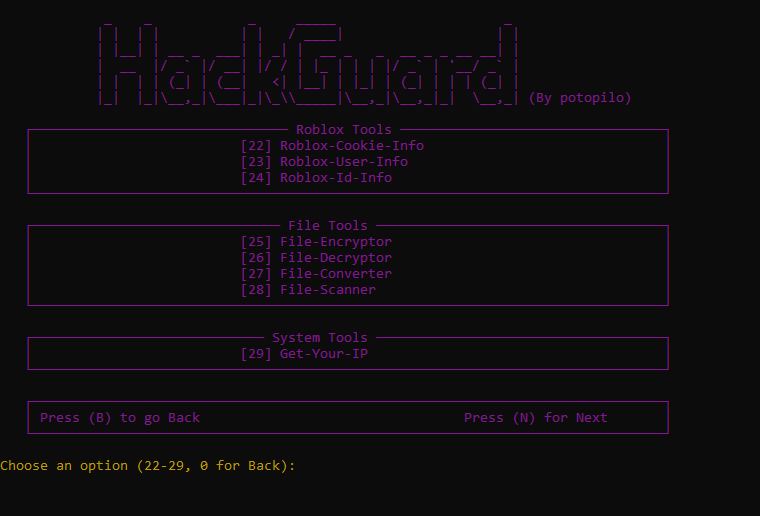 HackGuard (By potopilo)
Roblox Tools
[22] Roblox-Cookie-Info
[23] Roblox-User-Info
[24] Roblox-Id-Info
File Tools
[25] File-Encryptor
[26] File-Decryptor
[27] File-Converter
[28] File-Scanner
System Tools
[29] Get-Your-IP
Press (B) to go Back Press (N) for Next
Choose an option (22-29, 0 for Back):